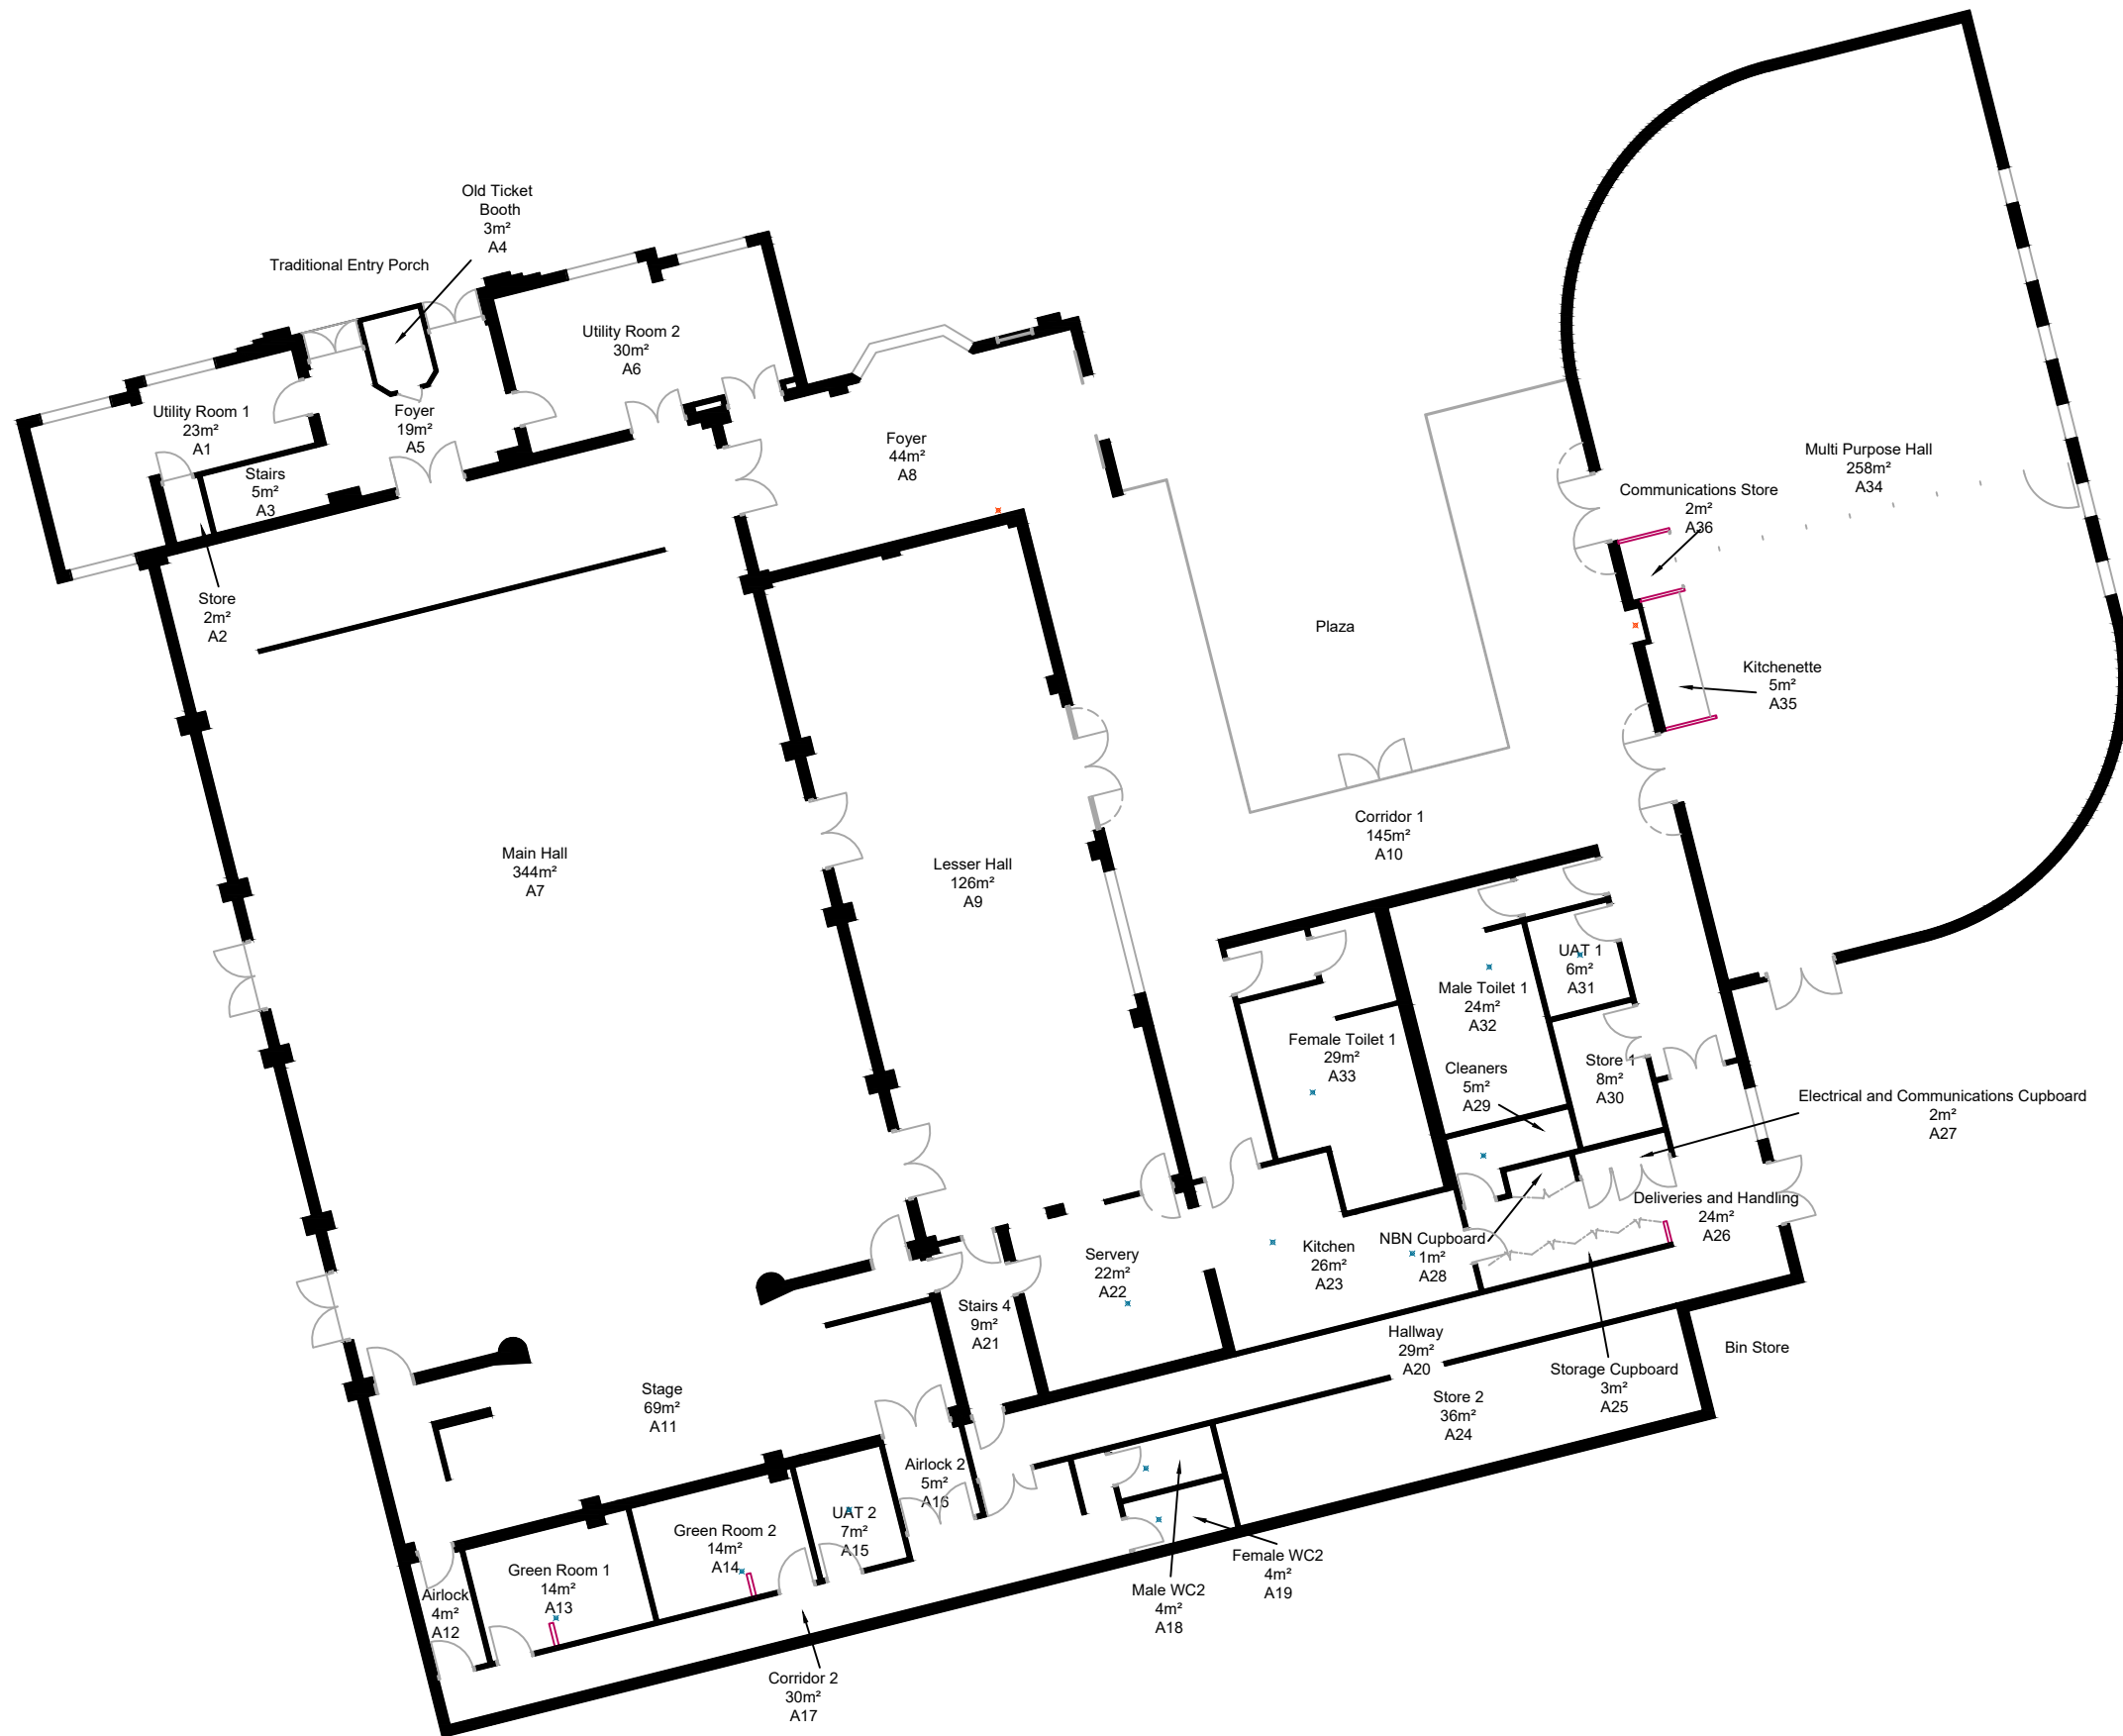 Old Ticket
Booth
3m²
A4
Traditional Entry Porch
Utility Room 2
30m²
A6
Utility Room 1
23m²
A1
Foyer
19m²
A5
Foyer
44m²
A8
Stairs
5m²
A3
Multi Purpose Hall
258m²
A34
Communications Store
2m²
A36
Store
2m²
A2
Plaza
Kitchenette
5m²
A35
Corridor 1
145m²
A10
Main Hall
344m²
A7
Lesser Hall
126m²
A9
UAT 1
6m²
A31
Male Toilet 1
24m²
A32
Female Toilet 1
29m²
A33
Cleaners
5m²
A29
Store 1
8m²
A30
Electrical and Communications Cupboard
2m²
A27
Deliveries and Handling
24m²
A26
NBN Cupboard
1m²
A28
Kitchen
26m²
A23
Servery
22m²
A22
Stairs 4
9m²
A21
Hallway
29m²
A20
Bin Store
Storage Cupboard
3m²
A25
Stage
69m²
A11
Store 2
36m²
A24
Airlock 2
5m²
A16
UAT 2
7m²
A15
Green Room 2
14m²
A14
Green Room 1
14m²
A13
Airlock
4m²
A12
Female WC2
4m²
A19
Male WC2
4m²
A18
Corridor 2
30m²
A17